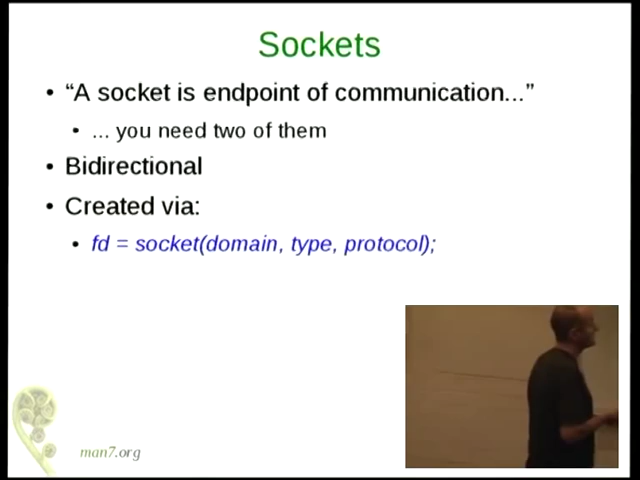 Sockets
• “A socket is endpoint of communication...”
• ... you need two of them
• Bidirectional
• Created via:
• fd = socket(domain, type, protocol);
man7.org